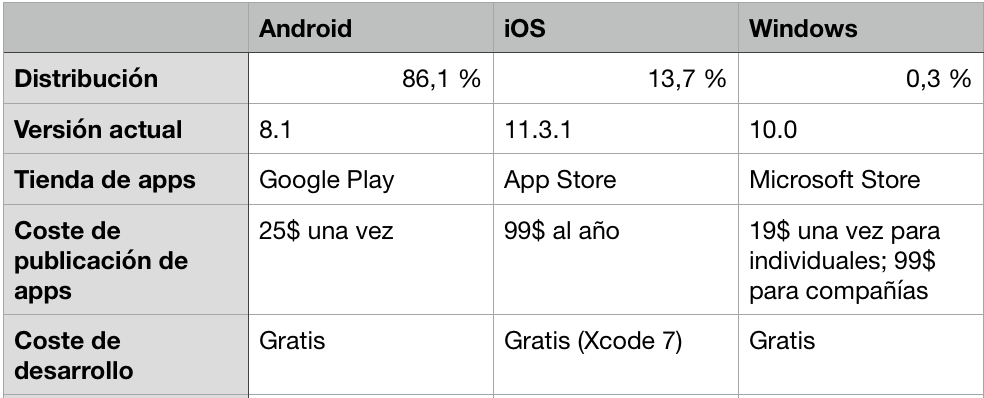 Android iOS Windows
Distribución 86,1 % 13,7 % 0,3 %
Versión actual 8.1 11.3.1 10.0
Tienda de apps Google Play App Store Microsoft Store
Coste de 25$ una vez 99$ al año 19$ una vez para
publicación de individuales; 99$
apps para compañías
Coste de Gratis Gratis (Xcode 7) Gratis
desarrollo